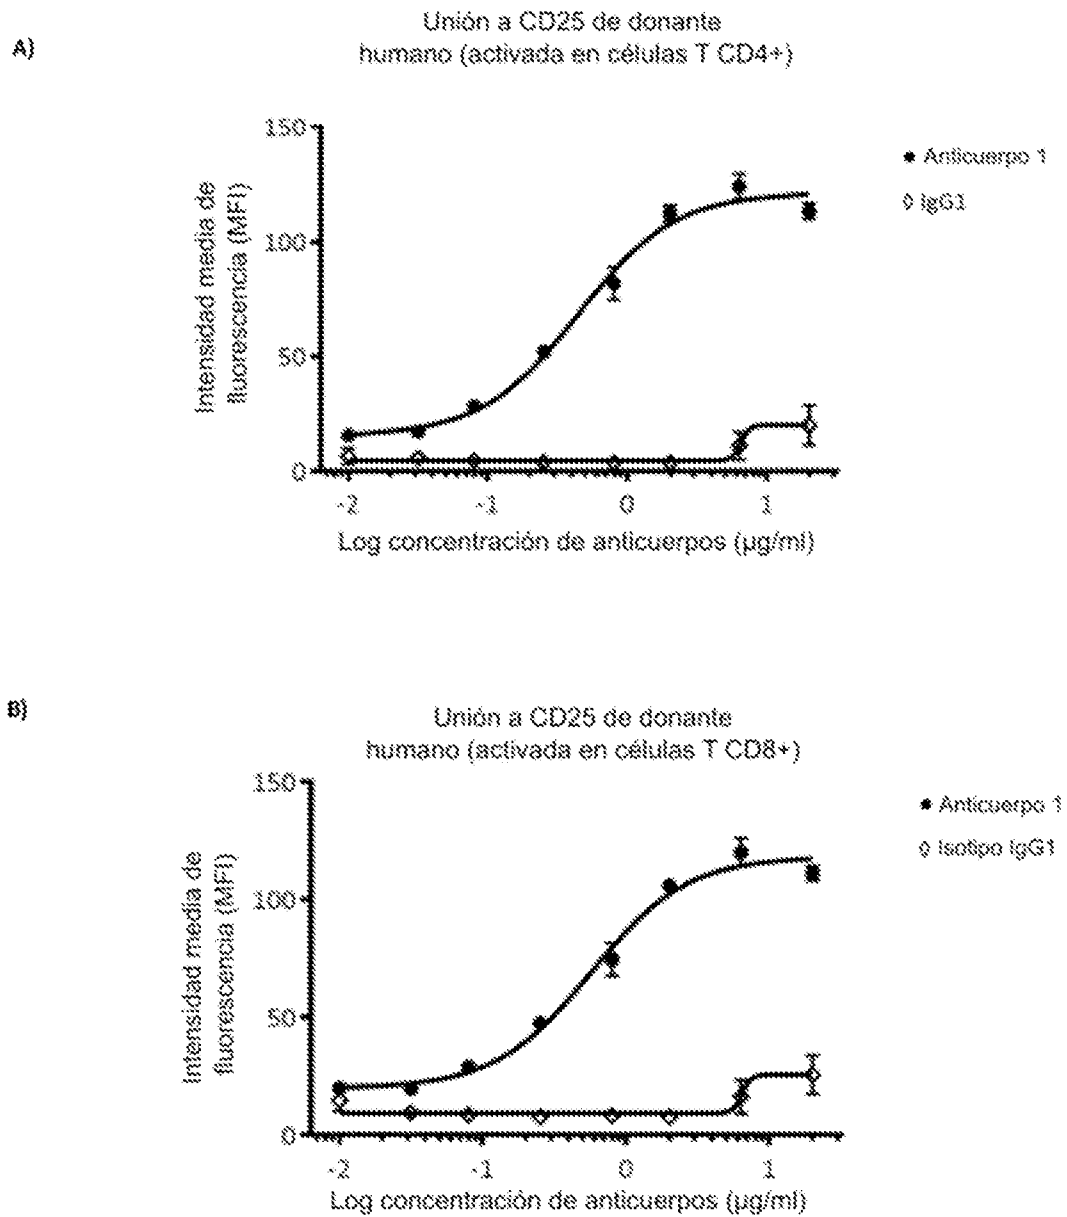 A)
Unión a CD25 de donante
humano (activada en células T CD4+)
150
100
50
0
Intensidad media de
fluorescencia (MFI)
Anticuerpo 1
IgG1
-2
-1
0
1
Log concentración de anticuerpos (µg/ml)
B)
Unión a CD25 de donante
humano (activada en células T CD8+)
150
100
50
0
Intensidad media de
fluorescencia (MFI)
Anticuerpo 1
Isotipo IgG1
-2
-1
0
1
Log concentración de anticuerpos (µg/ml)